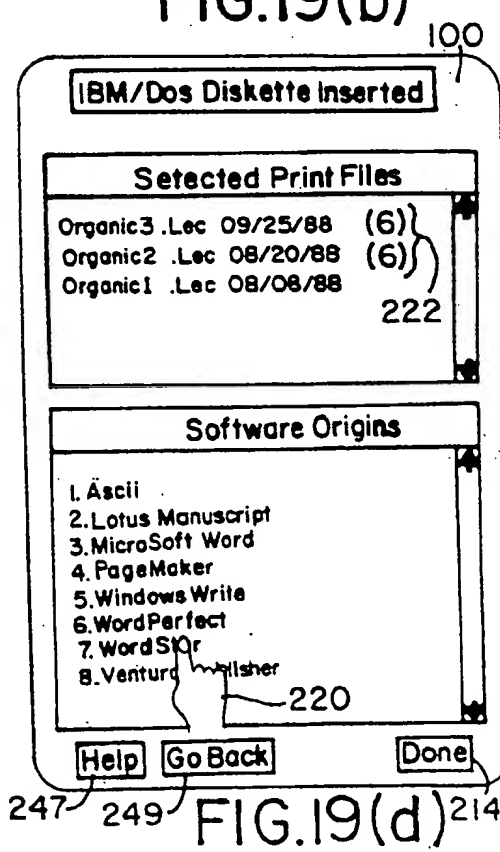 FIG.19(b)
100
IBM/Dos Diskette Inserted
Setected Print Files
Organic3 .Lec 09/25/88 (6)
Organic2 .Lec 08/20/88 (6)
Organic1 .Lec 08/08/88
222
Software Origins
1. Ascii
2. Lotus Manuscript
3. MicroSoft Word
4. PageMaker
5. Windows Write
6. WordPerfect
7. WordStar
8. Ventura
220
Help Go Back Done
247 249 FIG.19(d) 214